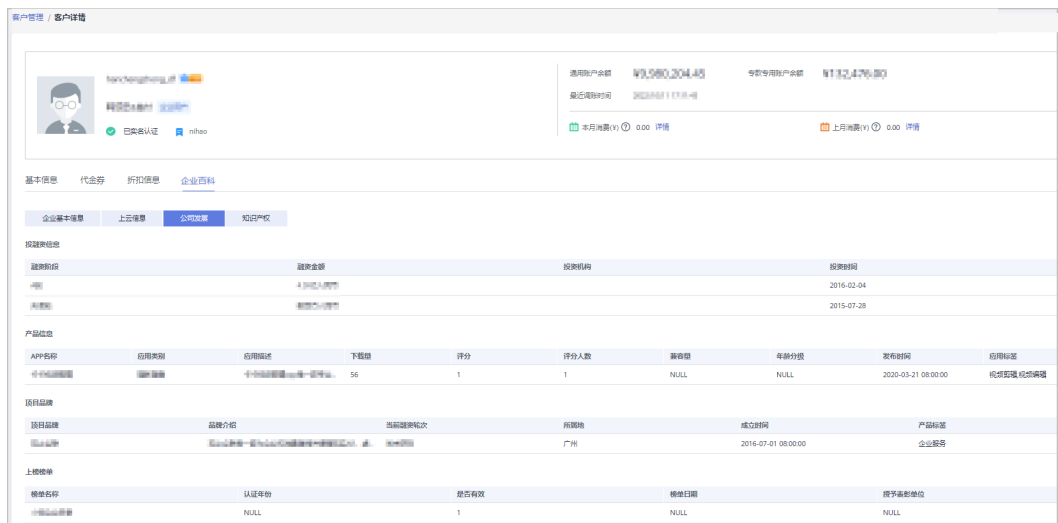 客户管理 / 客户详情
通用账户余额 专款专用账户余额
最近调账时间
已实名认证 nihao
本月消费(¥) ? 0.00 详情 上月消费(¥) ? 0.00 详情
基本信息 代金券 折扣信息 企业百科
企业基本信息 上云信息 公司发展 知识产权
投融资信息
融资阶段 融资金额 投资机构 投资时间
2016-02-04
2015-07-28
产品信息
APP名称 应用类别 应用描述 下载量 评分 评分人数 兼容型 年龄分级 发布时间 应用标签
56 1 1 NULL NULL 2020-03-21 08:00:00 视频剪辑,视频编辑
项目品牌
项目品牌 品牌介绍 当前融资轮次 所属地 成立时间 产品标签
广州 2016-07-01 08:00:00 企业服务
上榜榜单
榜单名称 认证年份 是否有效 榜单日期 授予表彰单位
NULL 1 NULL NULL